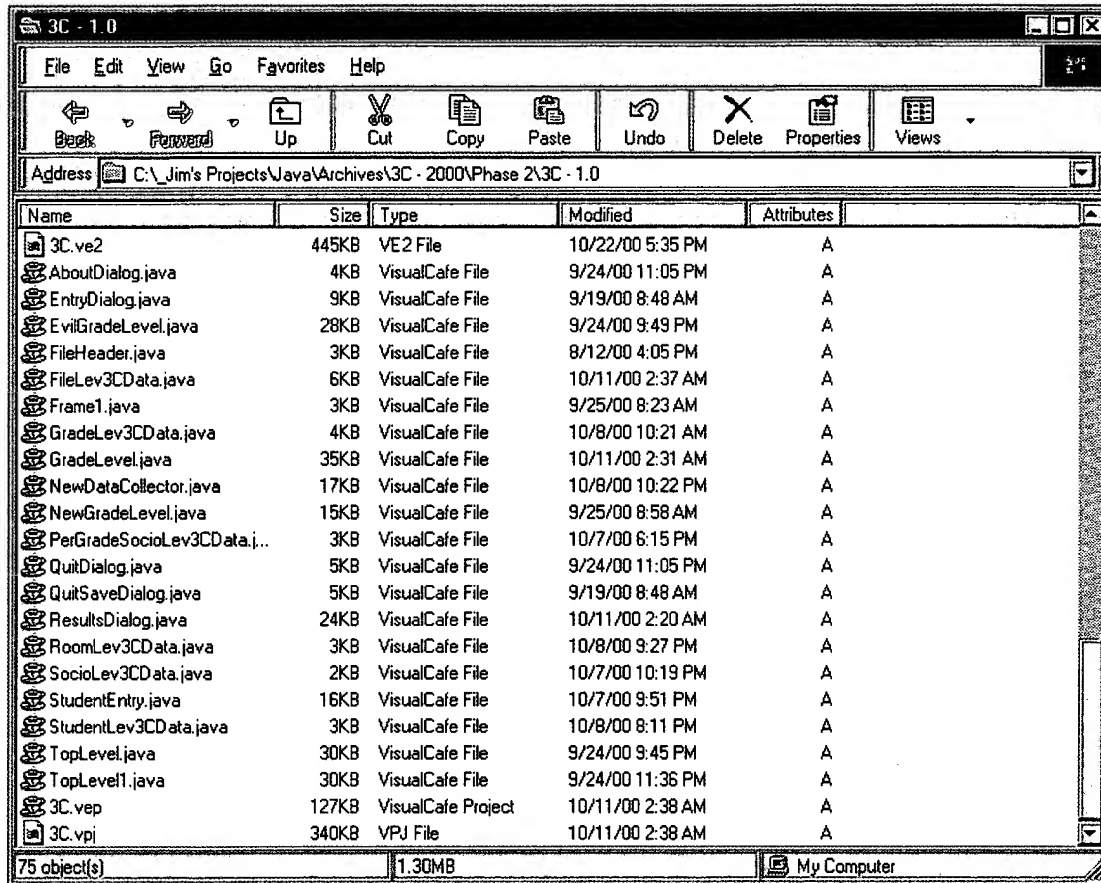 3C - 1.0
File Edit View Go Favorites Help
Back Forward Up Cut Copy Paste Undo Delete Properties Views
Address C:\_Jim's Projects\Java\Archives\3C - 2000\Phase 2\3C - 1.0
Name Size Type Modified Attributes
3C.ve2 445KB VE2 File 10/22/00 5:35 PM A
AboutDialog.java 4KB VisualCafe File 9/24/00 11:05 PM A
EntryDialog.java 9KB VisualCafe File 9/19/00 8:48 AM A
EvilGradeLevel.java 28KB VisualCafe File 9/24/00 9:49 PM A
FileHeader.java 3KB VisualCafe File 8/12/00 4:05 PM A
FileLev3CData.java 6KB VisualCafe File 10/11/00 2:37 AM A
Frame1.java 3KB VisualCafe File 9/25/00 8:23 AM A
GradeLev3CData.java 4KB VisualCafe File 10/8/00 10:21 AM A
GradeLevel.java 35KB VisualCafe File 10/11/00 2:31 AM A
NewDataCollector.java 17KB VisualCafe File 10/8/00 10:22 PM A
NewGradeLevel.java 15KB VisualCafe File 9/25/00 8:58 AM A
PerGradeSocioLev3CData.j... 3KB VisualCafe File 10/7/00 6:15 PM A
QuitDialog.java 5KB VisualCafe File 9/24/00 11:05 PM A
QuitSaveDialog.java 5KB VisualCafe File 9/19/00 8:48 AM A
ResultsDialog.java 24KB VisualCafe File 10/11/00 2:20 AM A
RoomLev3CData.java 3KB VisualCafe File 10/8/00 9:27 PM A
SocioLev3CData.java 2KB VisualCafe File 10/7/00 10:19 PM A
StudentEntry.java 16KB VisualCafe File 10/7/00 9:51 PM A
StudentLev3CData.java 3KB VisualCafe File 10/8/00 8:11 PM A
TopLevel.java 30KB VisualCafe File 9/24/00 9:45 PM A
TopLevel1.java 30KB VisualCafe File 9/24/00 11:36 PM A
3C.vep 127KB VisualCafe Project 10/11/00 2:38 AM A
3C.vpj 340KB VPJ File 10/11/00 2:38 AM A
75 object(s) 1.30MB My Computer